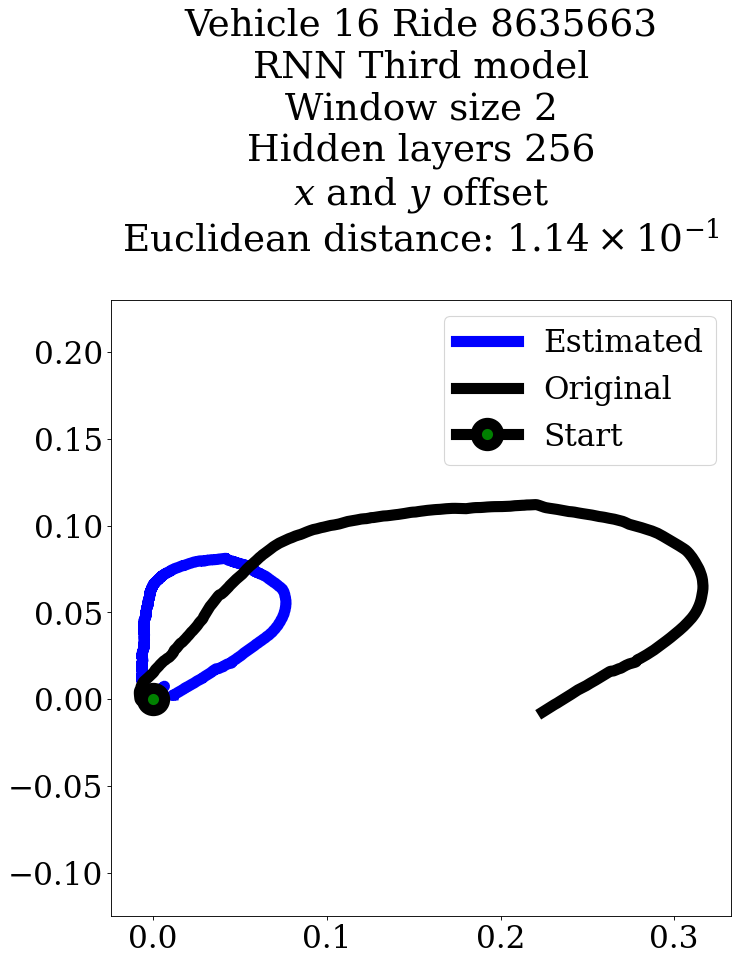 Vehicle 16 Ride 8635663
RNN Third model
Window size 2
Hidden layers 256
x and y offset
Euclidean distance: 1.14 × 10⁻¹
Estimated
Original
Start
0.20
0.15
0.10
0.05
0.00
−0.05
−0.10
0.0 0.1 0.2 0.3